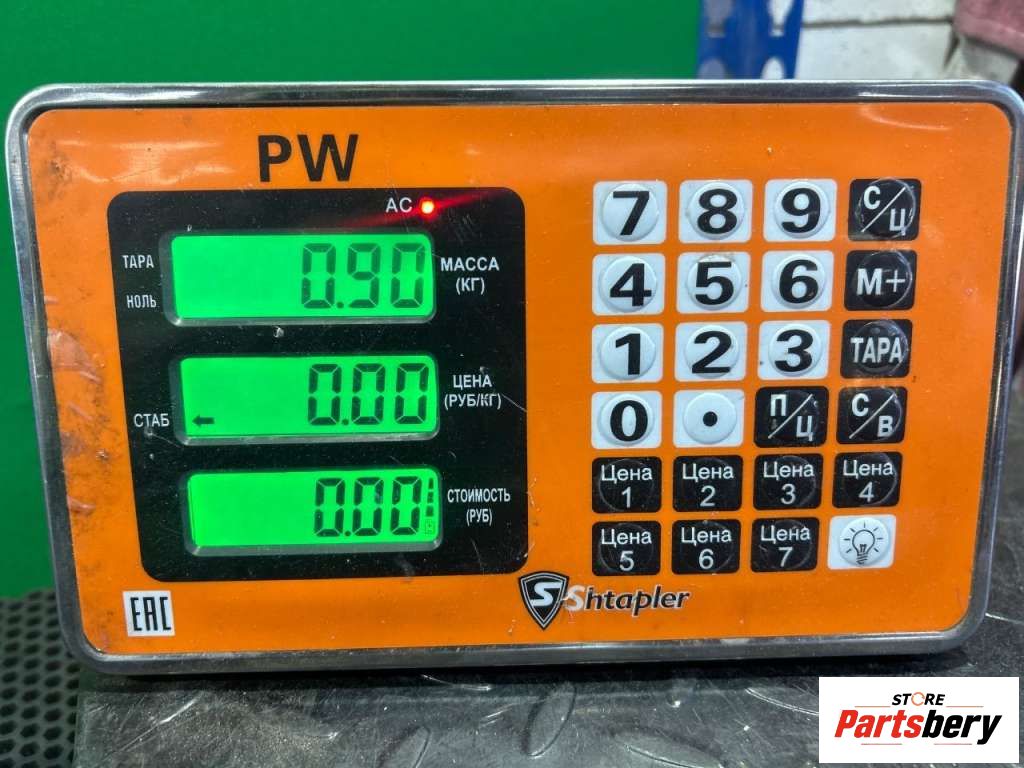 PW
AC
ТАРА
НОЛЬ
0.90
МАССА
(КГ)
СТАБ
0.00
ЦЕНА
(РУБ/КГ)
0.00
СТОИМОСТЬ
(РУБ)
7 8 9 С/Ц
4 5 6 М+
1 2 3 ТАРА
0 . П/Ц С/В
Цена 1 Цена 2 Цена 3 Цена 4
Цена 5 Цена 6 Цена 7
EAC
S Shtapler
STORE
Partsbery